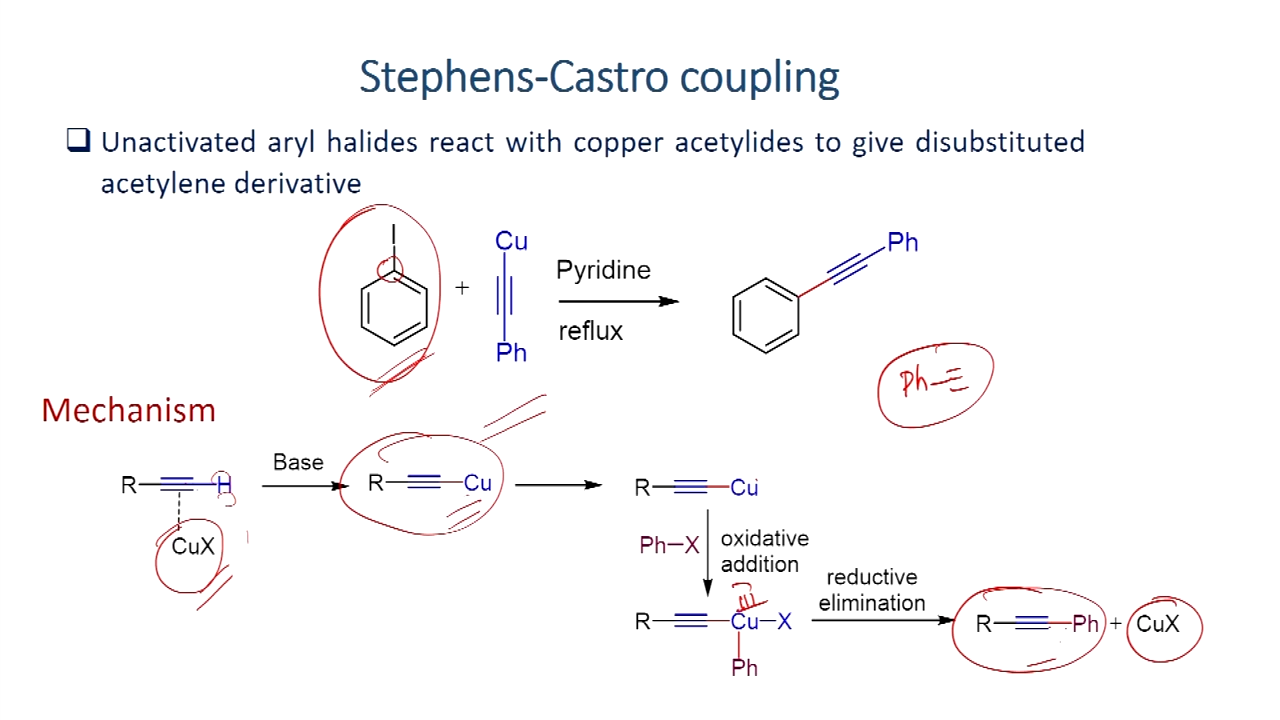 Stephens-Castro coupling
❑ Unactivated aryl halides react with copper acetylides to give disubstituted
acetylene derivative
I
Cu
Ph
+
Pyridine
reflux
Ph
Ph-≡
Mechanism
R≡H
CuX
Base
R≡Cu
R≡Cu
Ph–X
oxidative
addition
III
R≡Cu–X
Ph
reductive
elimination
R≡Ph + CuX